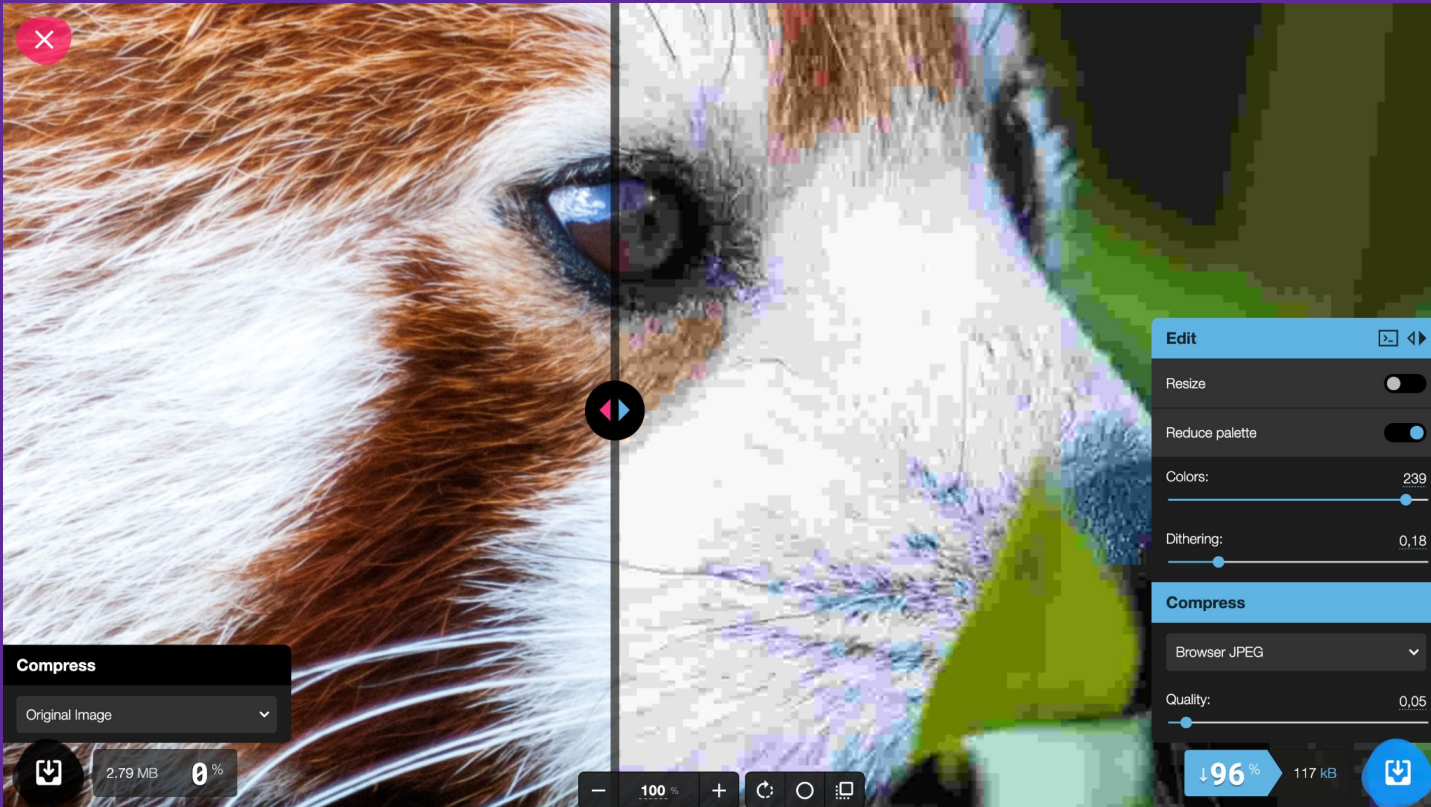 Edit
Resize
Reduce palette
Colors: 239
Dithering: 0,18
Compress
Browser JPEG
Quality: 0,05
Compress
Original Image
2.79 MB 0 %
100 %
↓96 % 117 kB